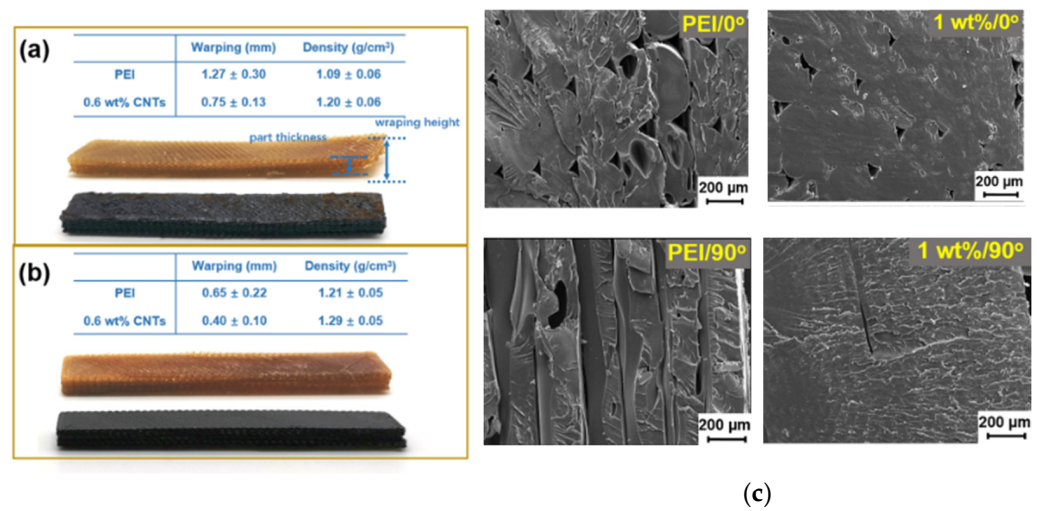 (a)
Warping (mm) Density (g/cm³)
PEI 1.27 ± 0.30 1.09 ± 0.06
0.6 wt% CNTs 0.75 ± 0.13 1.20 ± 0.06
wraping height
part thickness
(b)
Warping (mm) Density (g/cm³)
PEI 0.65 ± 0.22 1.21 ± 0.05
0.6 wt% CNTs 0.40 ± 0.10 1.29 ± 0.05
PEI/0°
200 μm
1 wt%/0°
200 μm
PEI/90°
200 μm
1 wt%/90°
200 μm
(c)